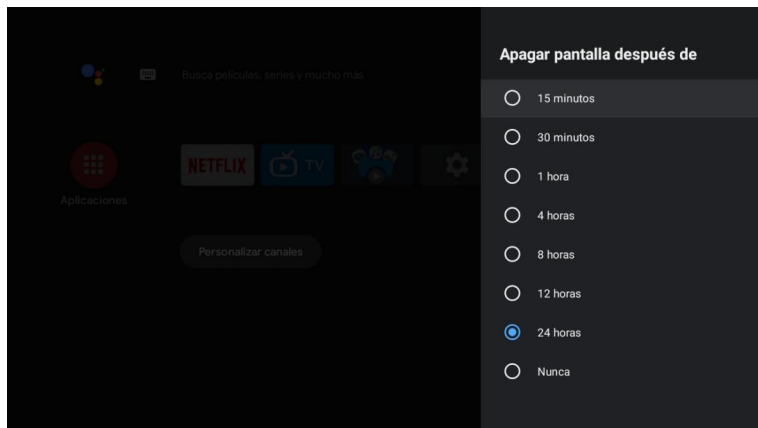 Apagar pantalla después de
Busca películas, series y mucho más
15 minutos
30 minutos
1 hora
NETFLIX
TV
Aplicaciones
4 horas
Personalizar canales
8 horas
12 horas
24 horas
Nunca